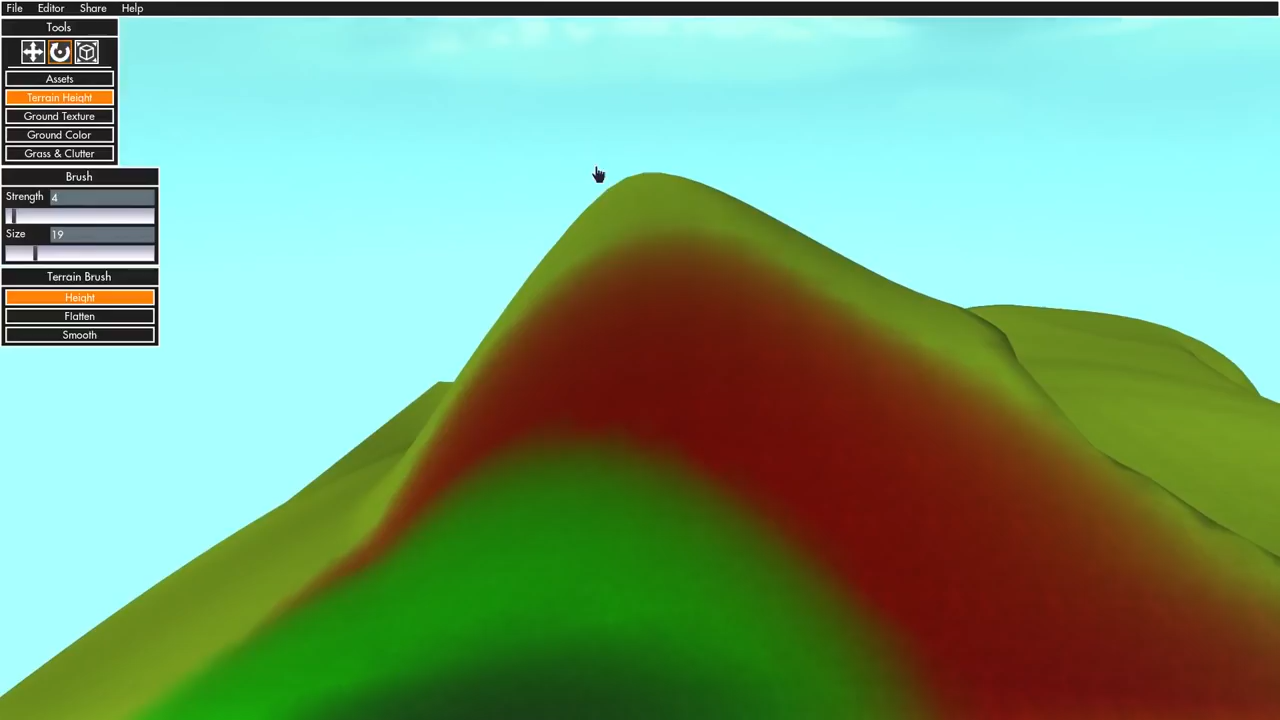 File Editor Share Help
Tools
Assets
Terrain Height
Ground Texture
Ground Color
Grass & Clutter
Brush
Strength 4
Size 19
Terrain Brush
Height
Flatten
Smooth